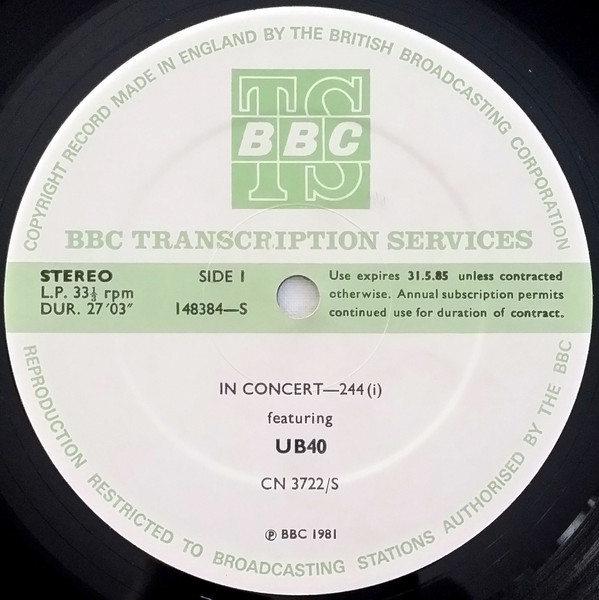 COPYRIGHT RECORD MADE IN ENGLAND BY THE BRITISH BROADCASTING CORPORATION
TS
BBC
BBC TRANSCRIPTION SERVICES
STEREO
L.P. 33⅓ rpm
DUR. 27′03″
SIDE 1
148384—S
Use expires 31.5.85 unless contracted
otherwise. Annual subscription permits
continued use for duration of contract.
IN CONCERT—244 (i)
featuring
UB40
CN 3722/S
℗ BBC 1981
REPRODUCTION RESTRICTED TO BROADCASTING STATIONS AUTHORISED BY THE BBC